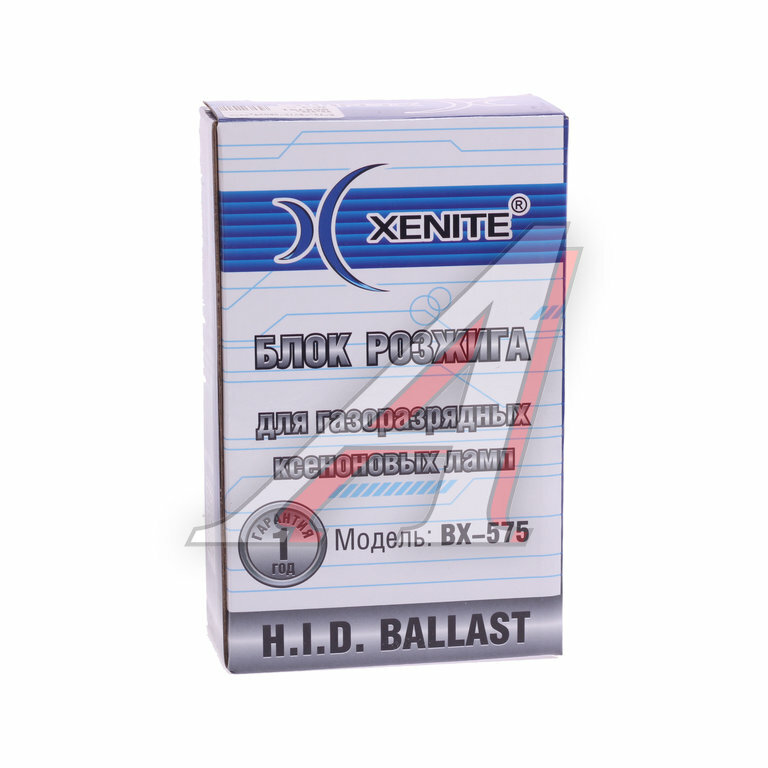 XENITE®
БЛОК РОЗЖИГА
для газоразрядных
ксеноновых ламп
ГАРАНТИЯ
1
ГОД
Модель: BX-575
H.I.D. BALLAST